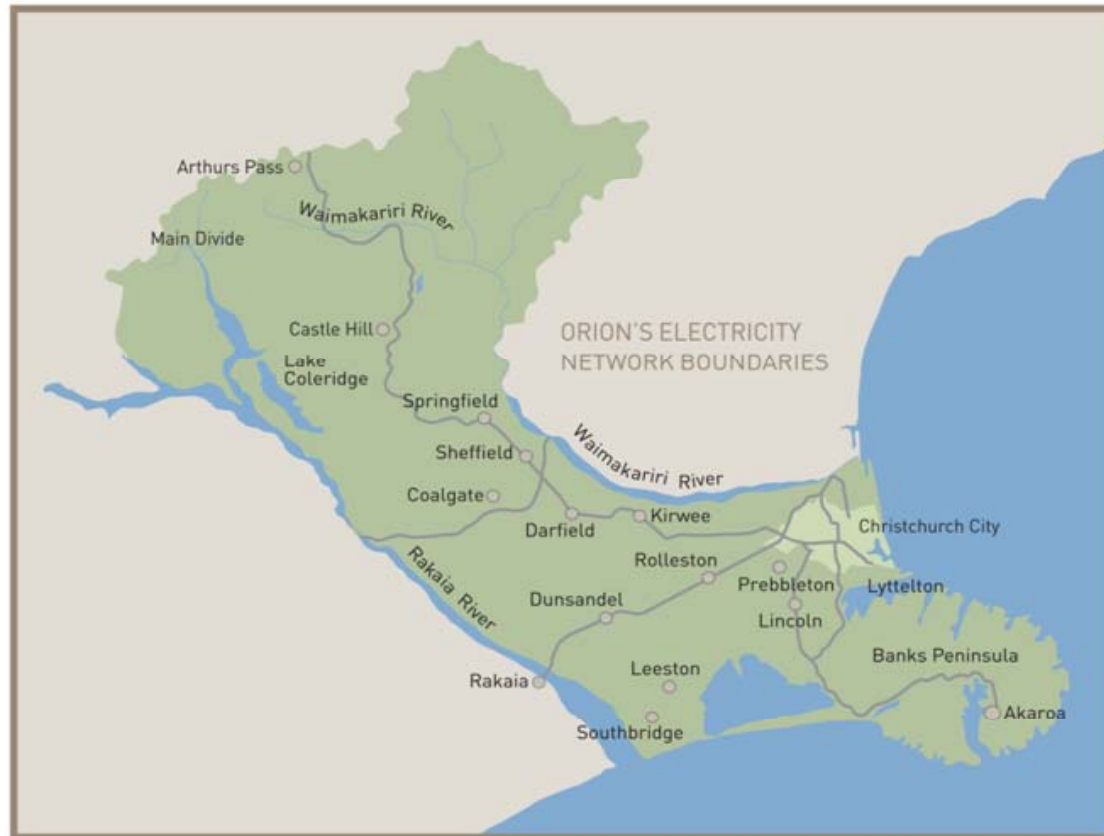 Arthurs Pass
Waimakariri River
Main Divide
ORION'S ELECTRICITY
NETWORK BOUNDARIES
Castle Hill
Lake
Coleridge
Springfield
Waimakariri River
Sheffield
Coalgate
Darfield
Kirwee
Christchurch City
Rakaia River
Rolleston
Prebbleton
Lyttelton
Dunsandel
Lincoln
Banks Peninsula
Leeston
Rakaia
Akaroa
Southbridge